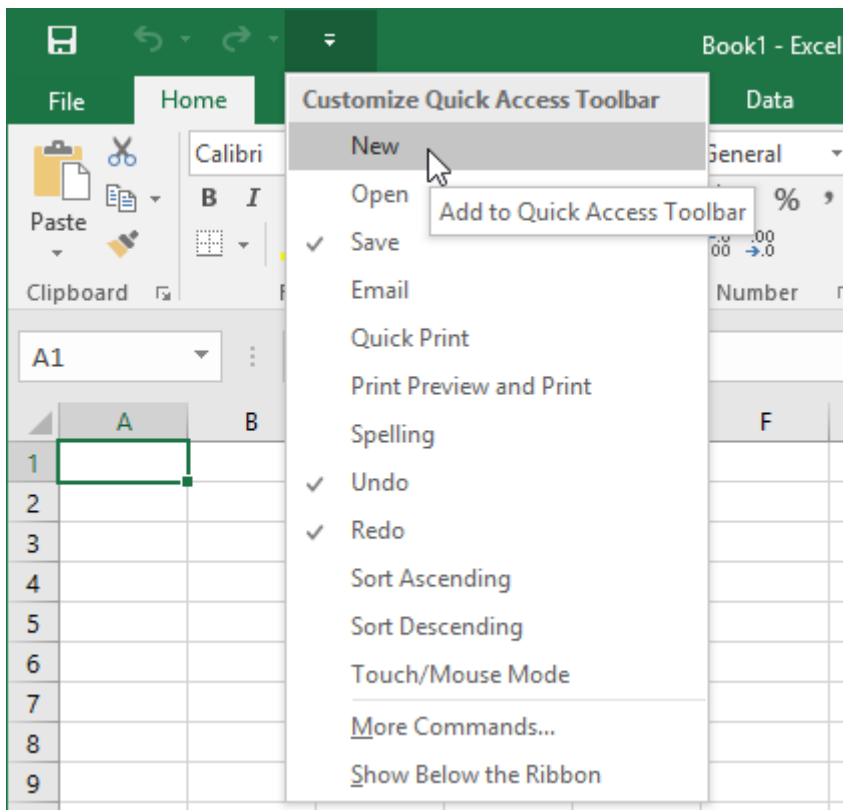 Book1 - Excel
File Home Data
Customize Quick Access Toolbar
New
Open
Save
Email
Quick Print
Print Preview and Print
Spelling
Undo
Redo
Sort Ascending
Sort Descending
Touch/Mouse Mode
More Commands...
Show Below the Ribbon
Add to Quick Access Toolbar
Paste
Clipboard
Calibri
B I
General
% ,
.00
→.0
Number
A1
A B F
1
2
3
4
5
6
7
8
9